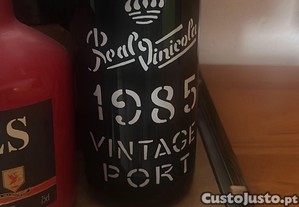 Real Vinicola
1985
VINTAGE
PORT
CustoJusto.pt